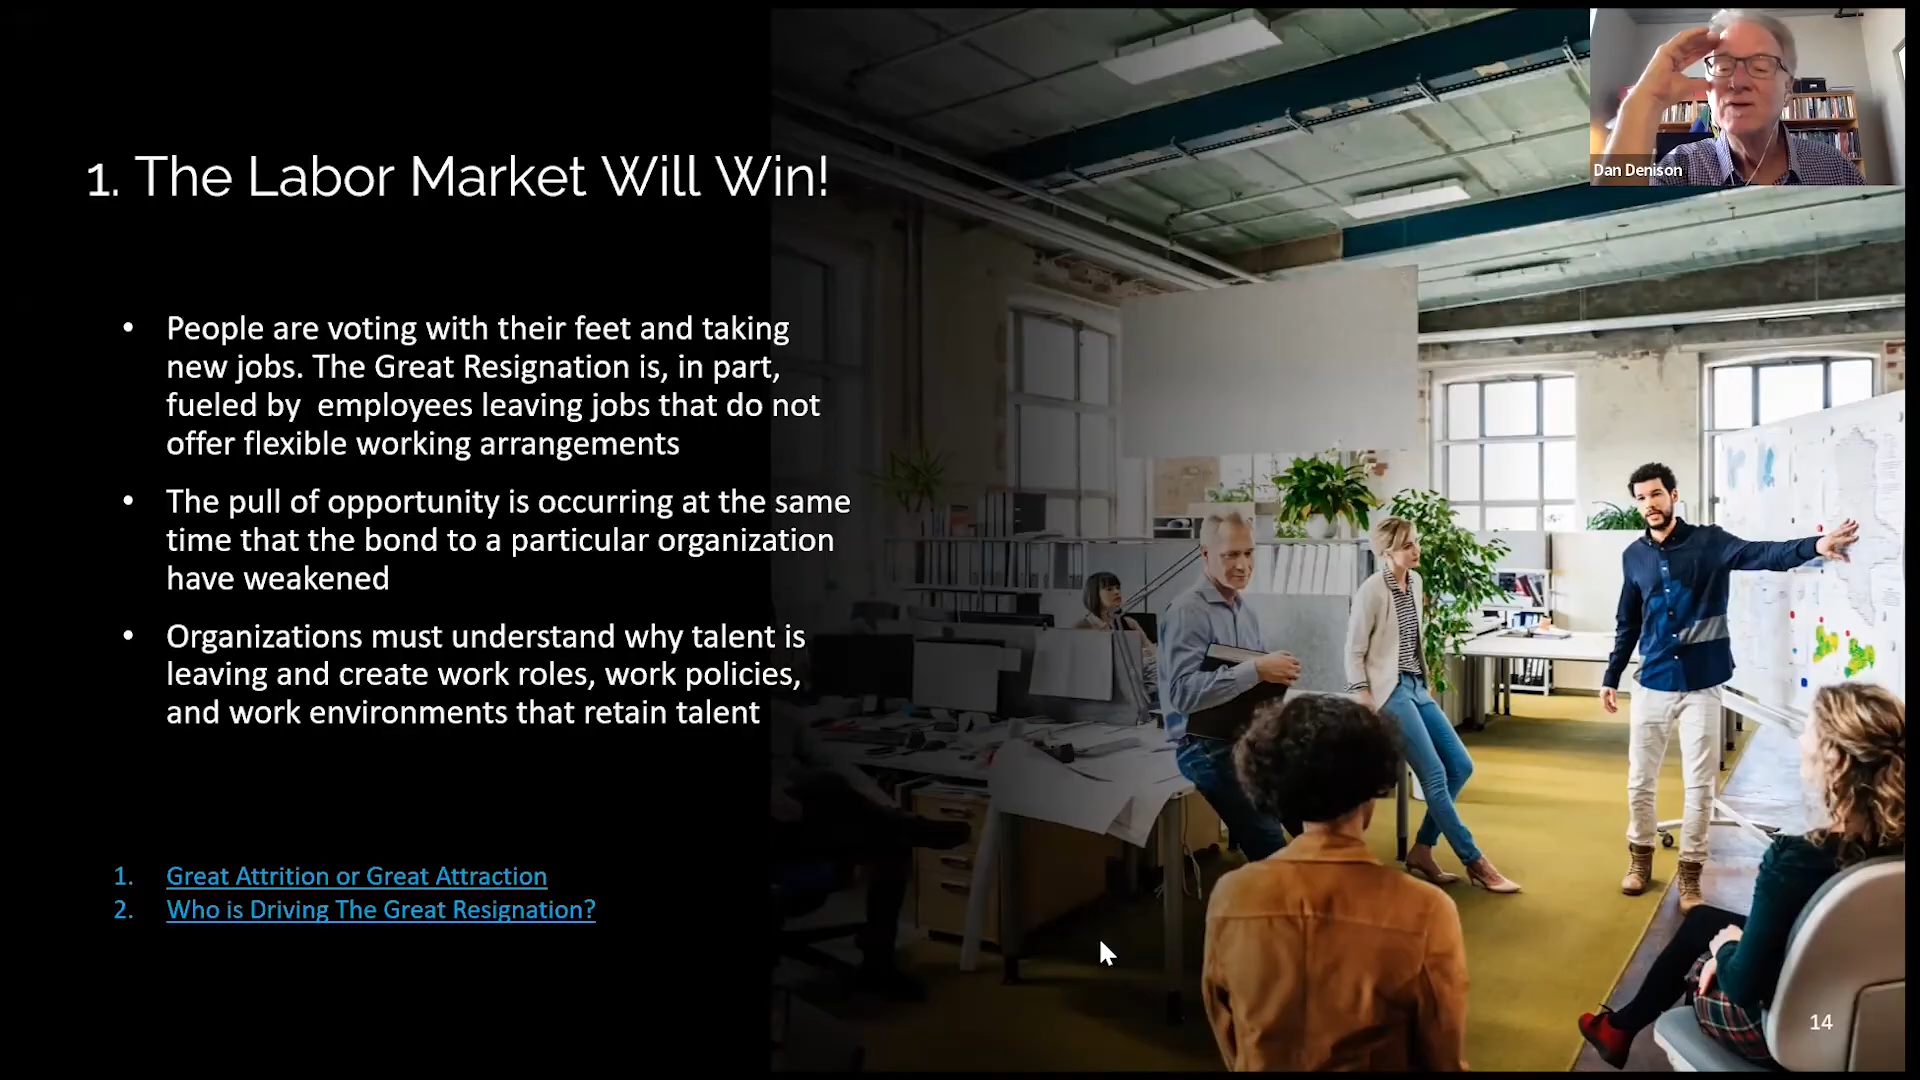 Dan Denison
1. The Labor Market Will Win!
• People are voting with their feet and taking
new jobs. The Great Resignation is, in part,
fueled by  employees leaving jobs that do not
offer flexible working arrangements
• The pull of opportunity is occurring at the same
time that the bond to a particular organization
have weakened
• Organizations must understand why talent is
leaving and create work roles, work policies,
and work environments that retain talent
1. Great Attrition or Great Attraction
2. Who is Driving The Great Resignation?
14